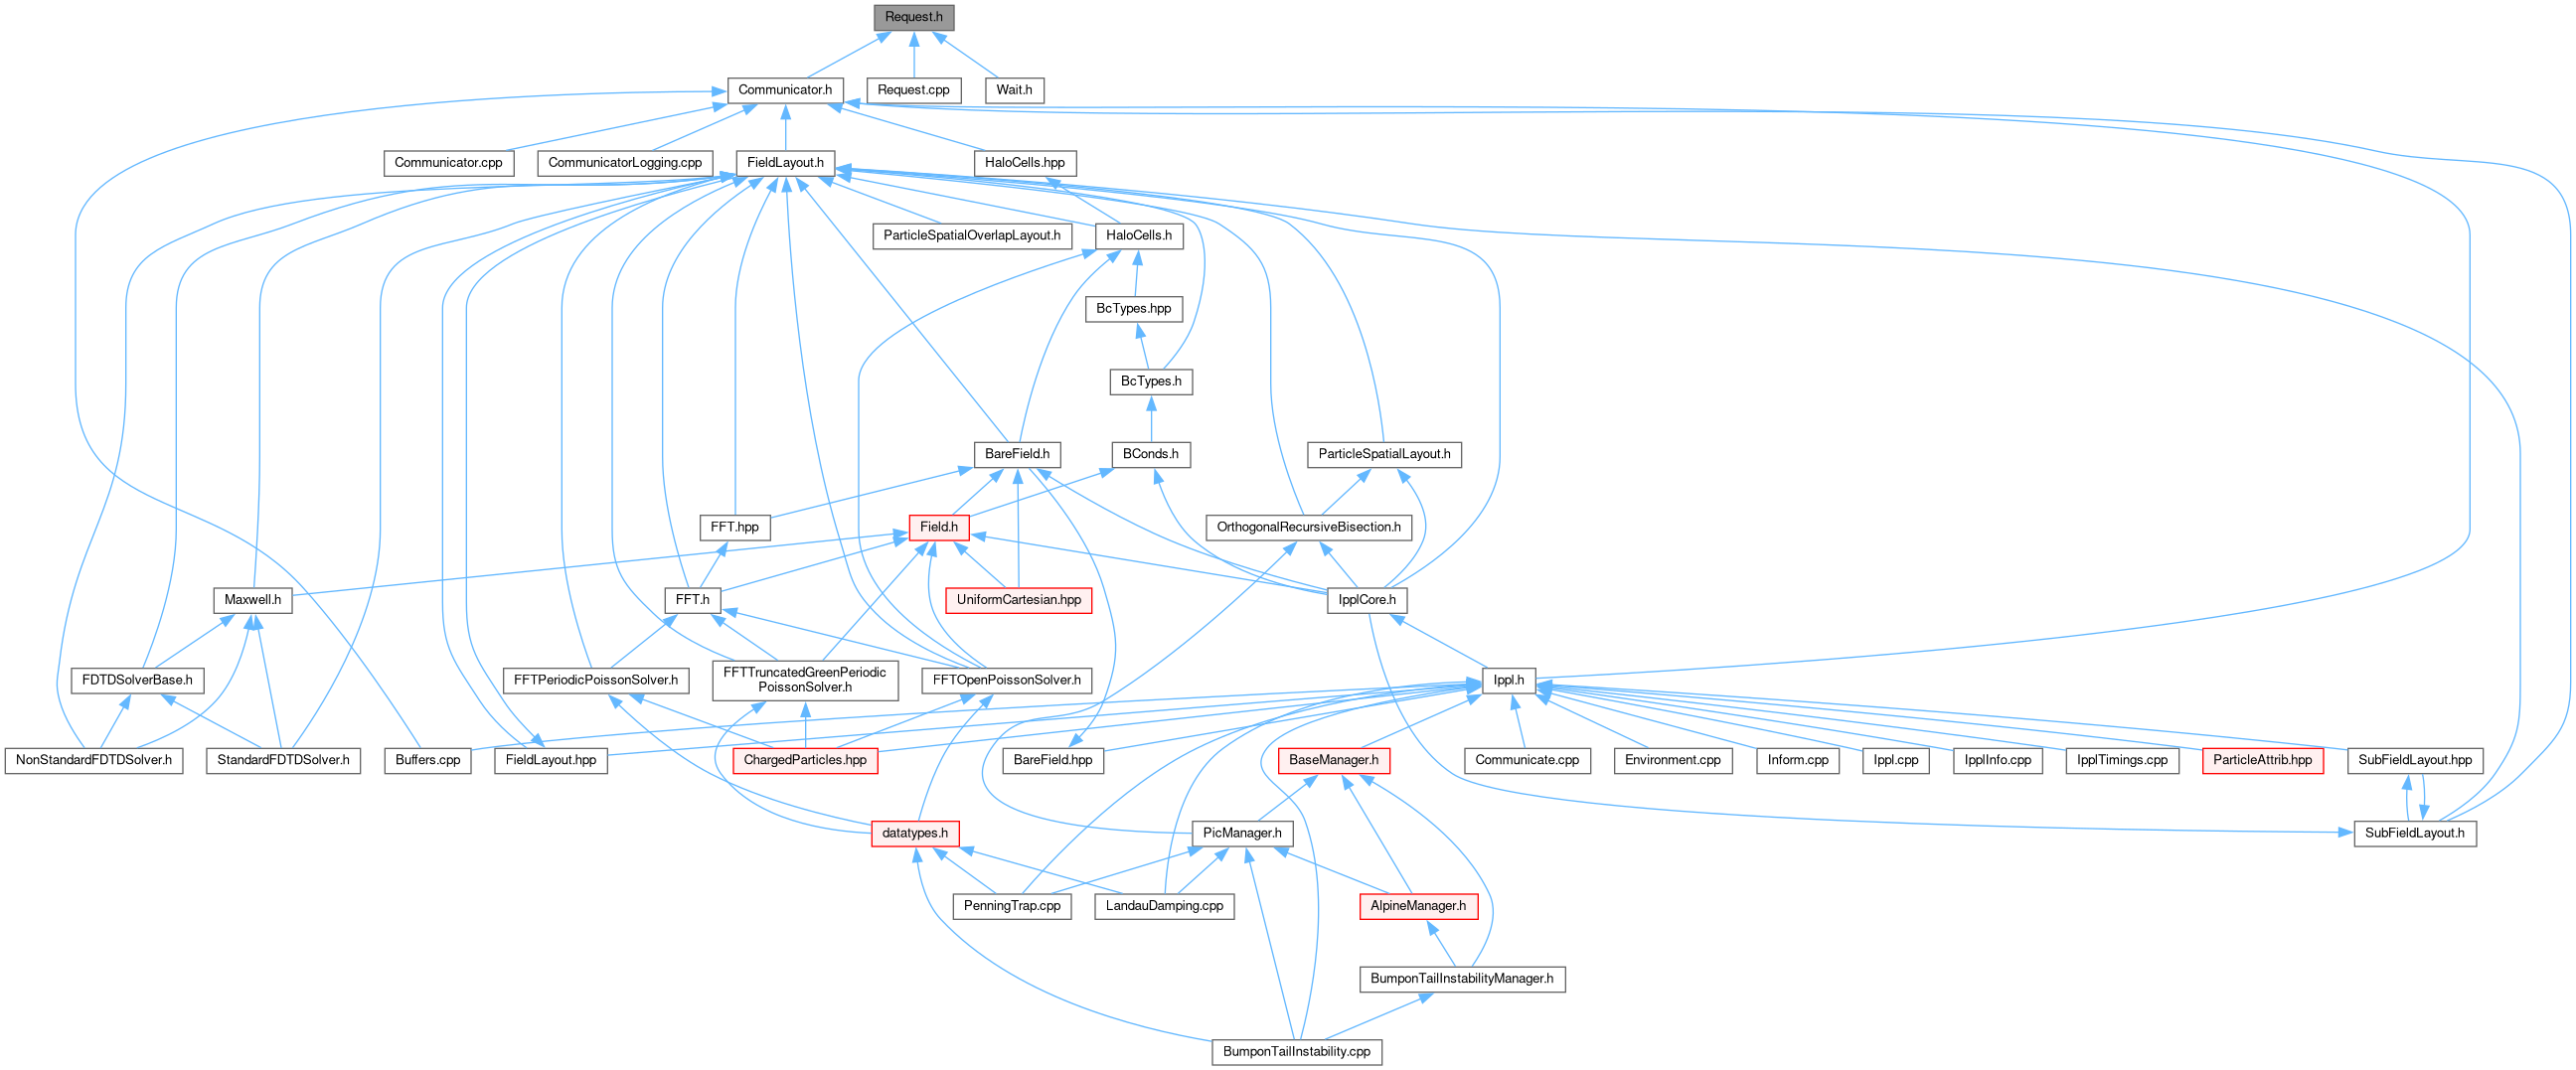 Request.h
Communicator.h
Request.cpp
Wait.h
Communicator.cpp
CommunicatorLogging.cpp
FieldLayout.h
HaloCells.hpp
ParticleSpatialOverlapLayout.h
HaloCells.h
BcTypes.hpp
BcTypes.h
BareField.h
BConds.h
ParticleSpatialLayout.h
FFT.hpp
Field.h
OrthogonalRecursiveBisection.h
Maxwell.h
FFT.h
UniformCartesian.hpp
IpplCore.h
FDTDSolverBase.h
FFTPeriodicPoissonSolver.h
FFTTruncatedGreenPeriodic
PoissonSolver.h
FFTOpenPoissonSolver.h
Ippl.h
NonStandardFDTDSolver.h
StandardFDTDSolver.h
Buffers.cpp
FieldLayout.hpp
ChargedParticles.hpp
BareField.hpp
BaseManager.h
Communicate.cpp
Environment.cpp
Inform.cpp
Ippl.cpp
IpplInfo.cpp
IpplTimings.cpp
ParticleAttrib.hpp
SubFieldLayout.hpp
datatypes.h
PicManager.h
SubFieldLayout.h
PenningTrap.cpp
LandauDamping.cpp
AlpineManager.h
BumponTailInstabilityManager.h
BumponTailInstability.cpp